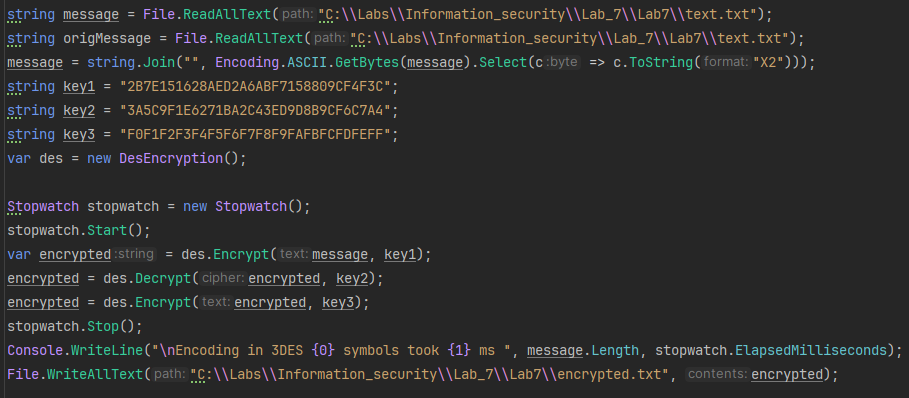 string message = File.ReadAllText(path:"C:\\Labs\\Information_security\\Lab_7\\Lab7\\text.txt");
string origMessage = File.ReadAllText(path:"C:\\Labs\\Information_security\\Lab_7\\Lab7\\text.txt");
message = string.Join("", Encoding.ASCII.GetBytes(message).Select(c:byte => c.ToString(format:"X2")));
string key1 = "2B7E151628AED2A6ABF7158809CF4F3C";
string key2 = "3A5C9F1E6271BA2C43ED9D8B9CF6C7A4";
string key3 = "F0F1F2F3F4F5F6F7F8F9FAFBFCFDFEFF";
var des = new DesEncryption();
Stopwatch stopwatch = new Stopwatch();
stopwatch.Start();
var encrypted:string = des.Encrypt(text:message, key1);
encrypted = des.Decrypt(cipher:encrypted, key2);
encrypted = des.Encrypt(text:encrypted, key3);
stopwatch.Stop();
Console.WriteLine("\nEncoding in 3DES {0} symbols took {1} ms ", message.Length, stopwatch.ElapsedMilliseconds);
File.WriteAllText(path:"C:\\Labs\\Information_security\\Lab_7\\Lab7\\encrypted.txt", contents:encrypted);